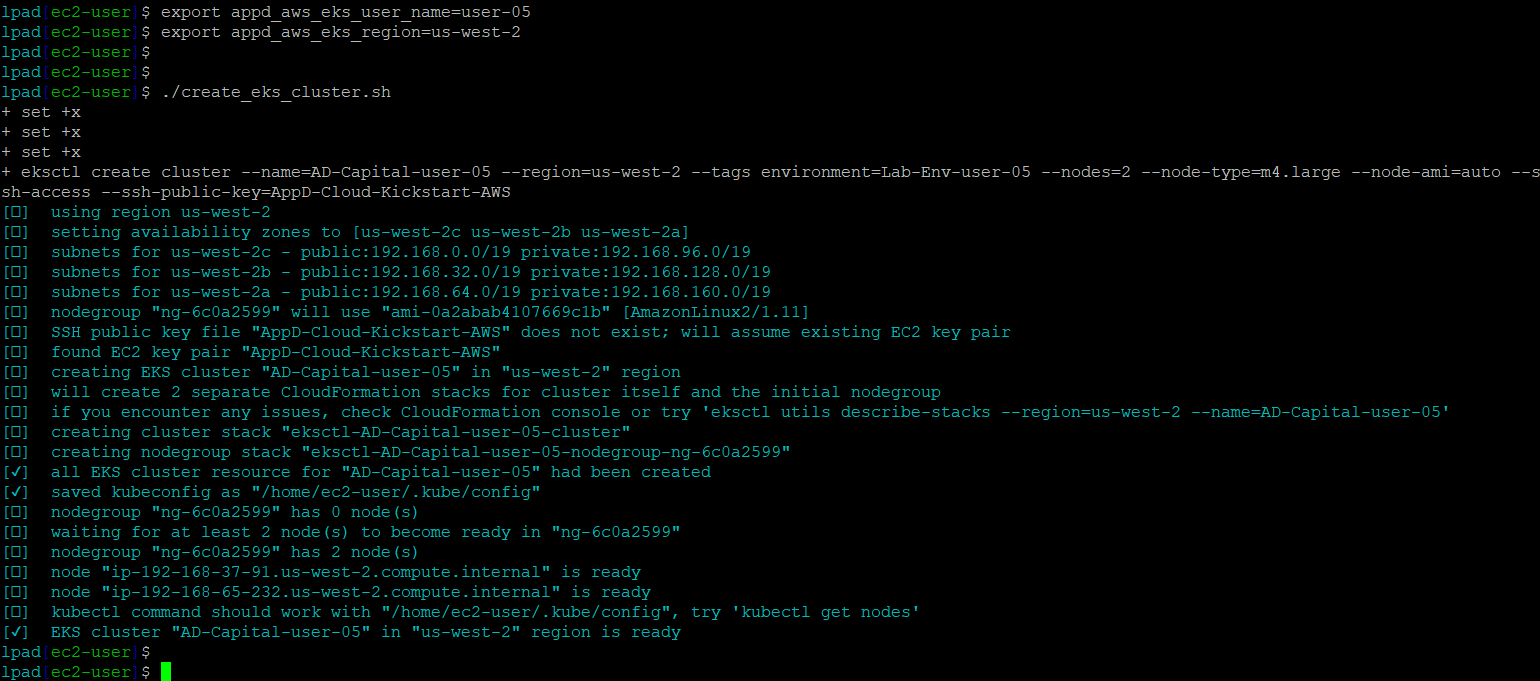 lpad[ec2-user]$ export appd_aws_eks_user_name=user-05
lpad[ec2-user]$ export appd_aws_eks_region=us-west-2
lpad[ec2-user]$
lpad[ec2-user]$
lpad[ec2-user]$ ./create_eks_cluster.sh
+ set +x
+ set +x
+ set +x
+ eksctl create cluster --name=AD-Capital-user-05 --region=us-west-2 --tags environment=Lab-Env-user-05 --nodes=2 --node-type=m4.large --node-ami=auto --s
sh-access --ssh-public-key=AppD-Cloud-Kickstart-AWS
[□]  using region us-west-2
[□]  setting availability zones to [us-west-2c us-west-2b us-west-2a]
[□]  subnets for us-west-2c - public:192.168.0.0/19 private:192.168.96.0/19
[□]  subnets for us-west-2b - public:192.168.32.0/19 private:192.168.128.0/19
[□]  subnets for us-west-2a - public:192.168.64.0/19 private:192.168.160.0/19
[□]  nodegroup "ng-6c0a2599" will use "ami-0a2abab4107669c1b" [AmazonLinux2/1.11]
[□]  SSH public key file "AppD-Cloud-Kickstart-AWS" does not exist; will assume existing EC2 key pair
[□]  found EC2 key pair "AppD-Cloud-Kickstart-AWS"
[□]  creating EKS cluster "AD-Capital-user-05" in "us-west-2" region
[□]  will create 2 separate CloudFormation stacks for cluster itself and the initial nodegroup
[□]  if you encounter any issues, check CloudFormation console or try 'eksctl utils describe-stacks --region=us-west-2 --name=AD-Capital-user-05'
[□]  creating cluster stack "eksctl-AD-Capital-user-05-cluster"
[□]  creating nodegroup stack "eksctl-AD-Capital-user-05-nodegroup-ng-6c0a2599"
[✓]  all EKS cluster resource for "AD-Capital-user-05" had been created
[✓]  saved kubeconfig as "/home/ec2-user/.kube/config"
[□]  nodegroup "ng-6c0a2599" has 0 node(s)
[□]  waiting for at least 2 node(s) to become ready in "ng-6c0a2599"
[□]  nodegroup "ng-6c0a2599" has 2 node(s)
[□]  node "ip-192-168-37-91.us-west-2.compute.internal" is ready
[□]  node "ip-192-168-65-232.us-west-2.compute.internal" is ready
[□]  kubectl command should work with "/home/ec2-user/.kube/config", try 'kubectl get nodes'
[✓]  EKS cluster "AD-Capital-user-05" in "us-west-2" region is ready
lpad[ec2-user]$
lpad[ec2-user]$